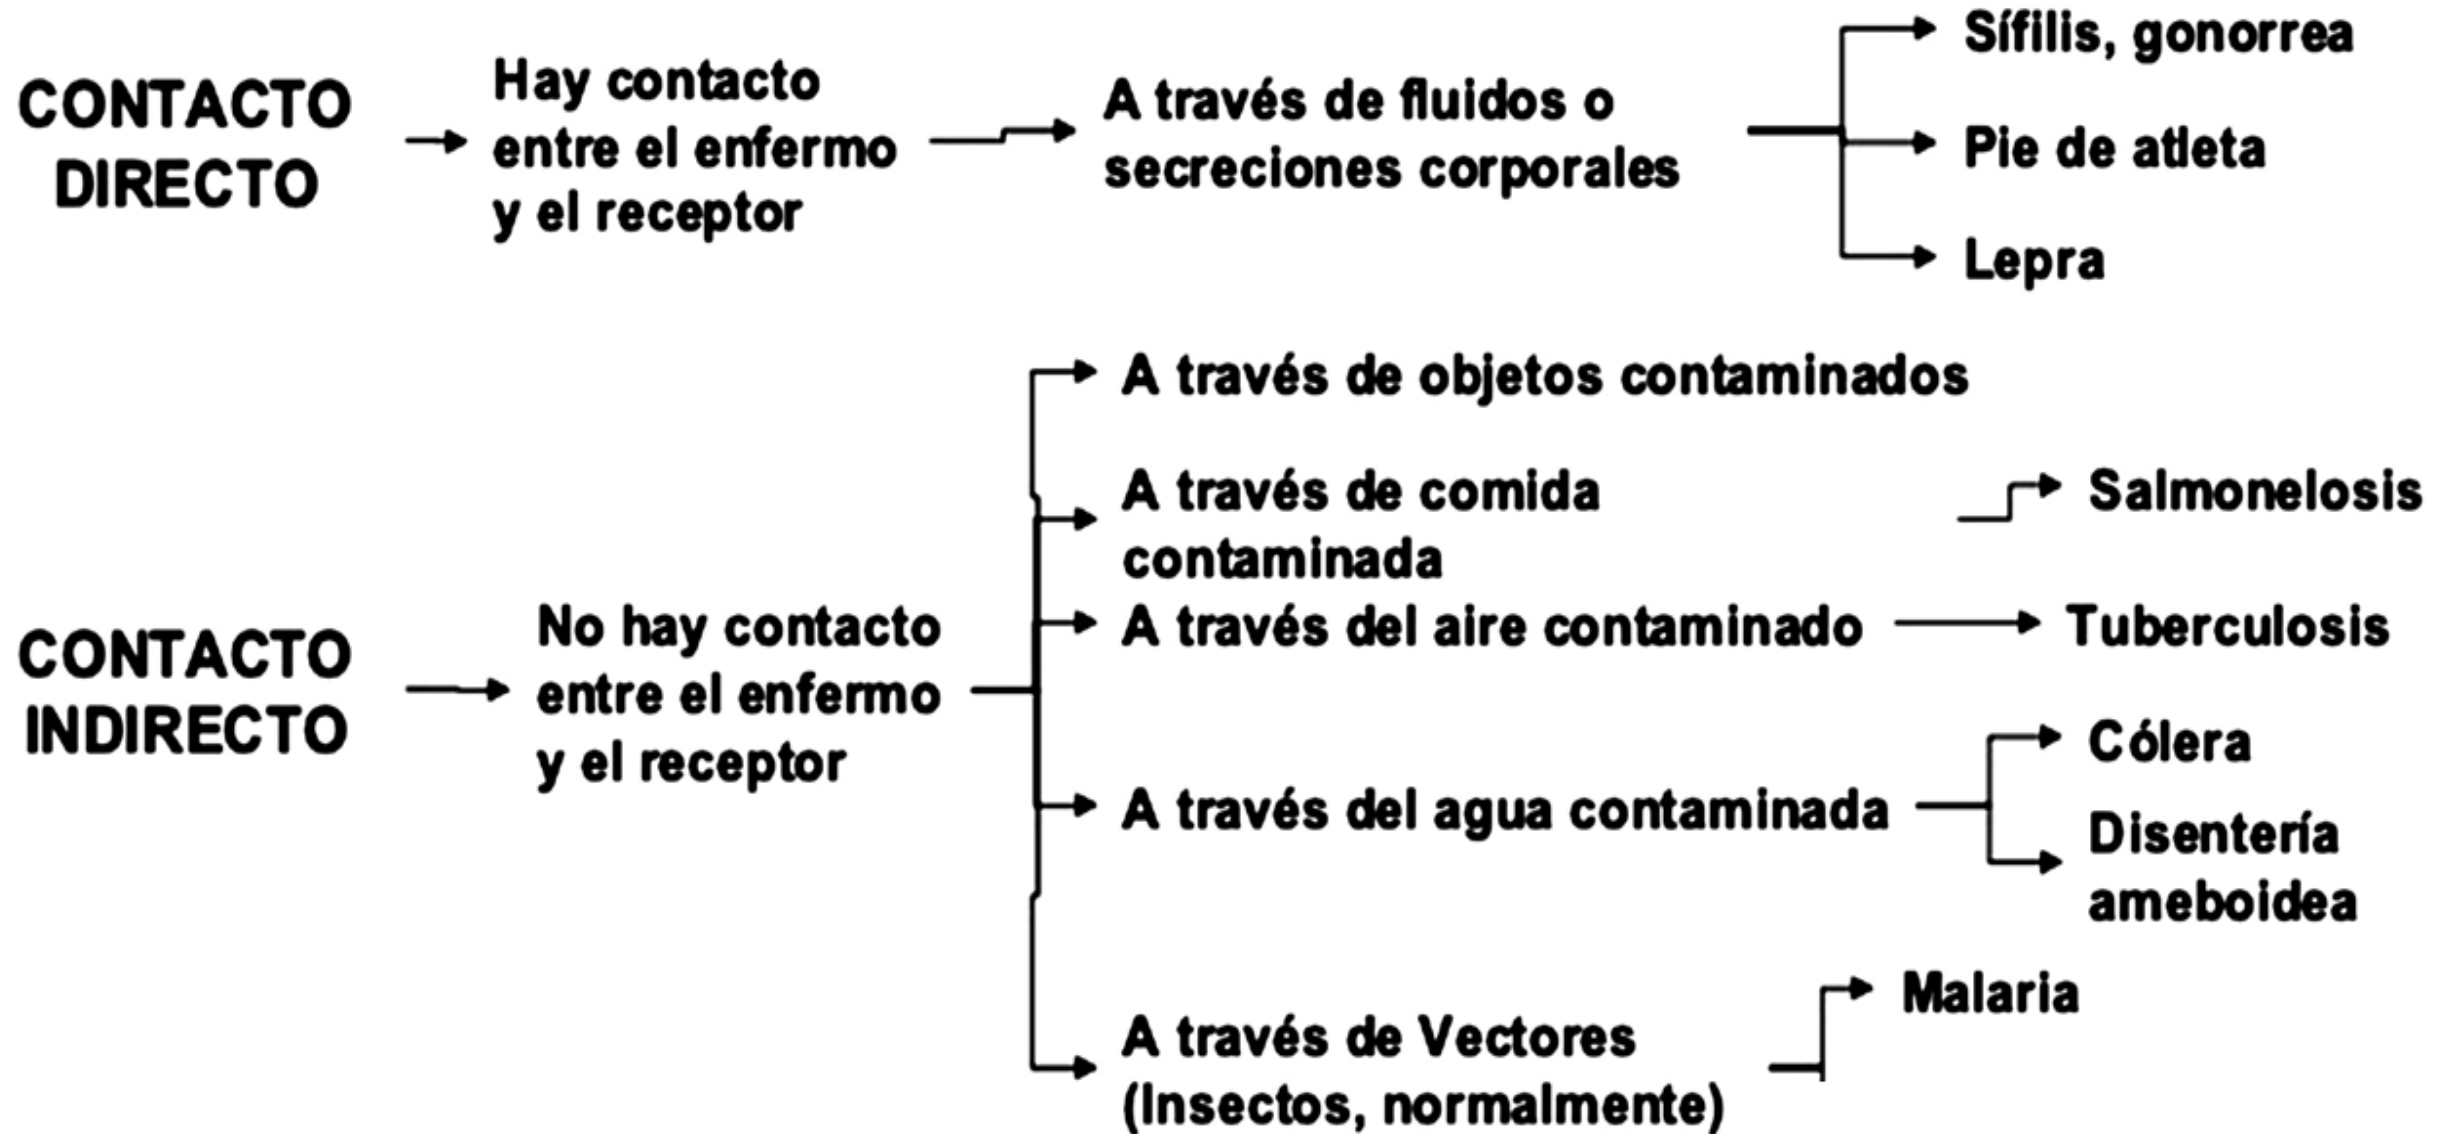 CONTACTO
DIRECTO
Hay contacto
entre el enfermo
y el receptor
A través de fluidos o
secreciones corporales
Sífilis, gonorrea
Pie de atleta
Lepra
CONTACTO
INDIRECTO
No hay contacto
entre el enfermo
y el receptor
A través de objetos contaminados
A través de comida
contaminada
Salmonelosis
A través del aire contaminado
Tuberculosis
A través del agua contaminada
Cólera
Disentería
ameboidea
A través de Vectores
(Insectos, normalmente)
Malaria